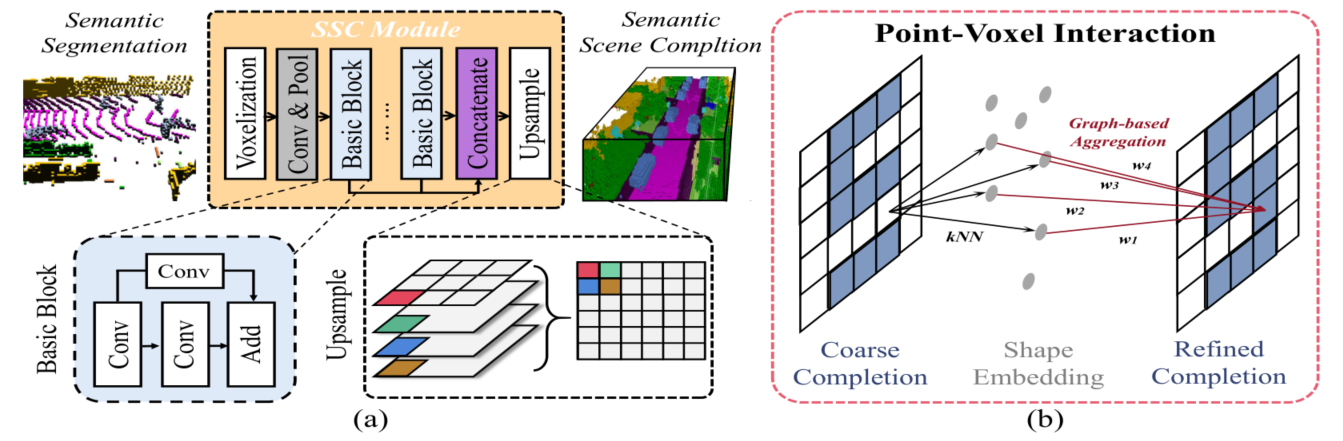 Semantic
Segmentation
SSC Module
Voxelization
Conv & Pool
Basic Block
... ...
Basic Block
Concatenate
Upsample
Semantic
Scene Compltion
Basic Block
Conv
Conv
Conv
Add
Upsample
(a)
Point-Voxel Interaction
Graph-based
Aggregation
w4
w3
w2
w1
kNN
Coarse
Completion
Shape
Embedding
Refined
Completion
(b)